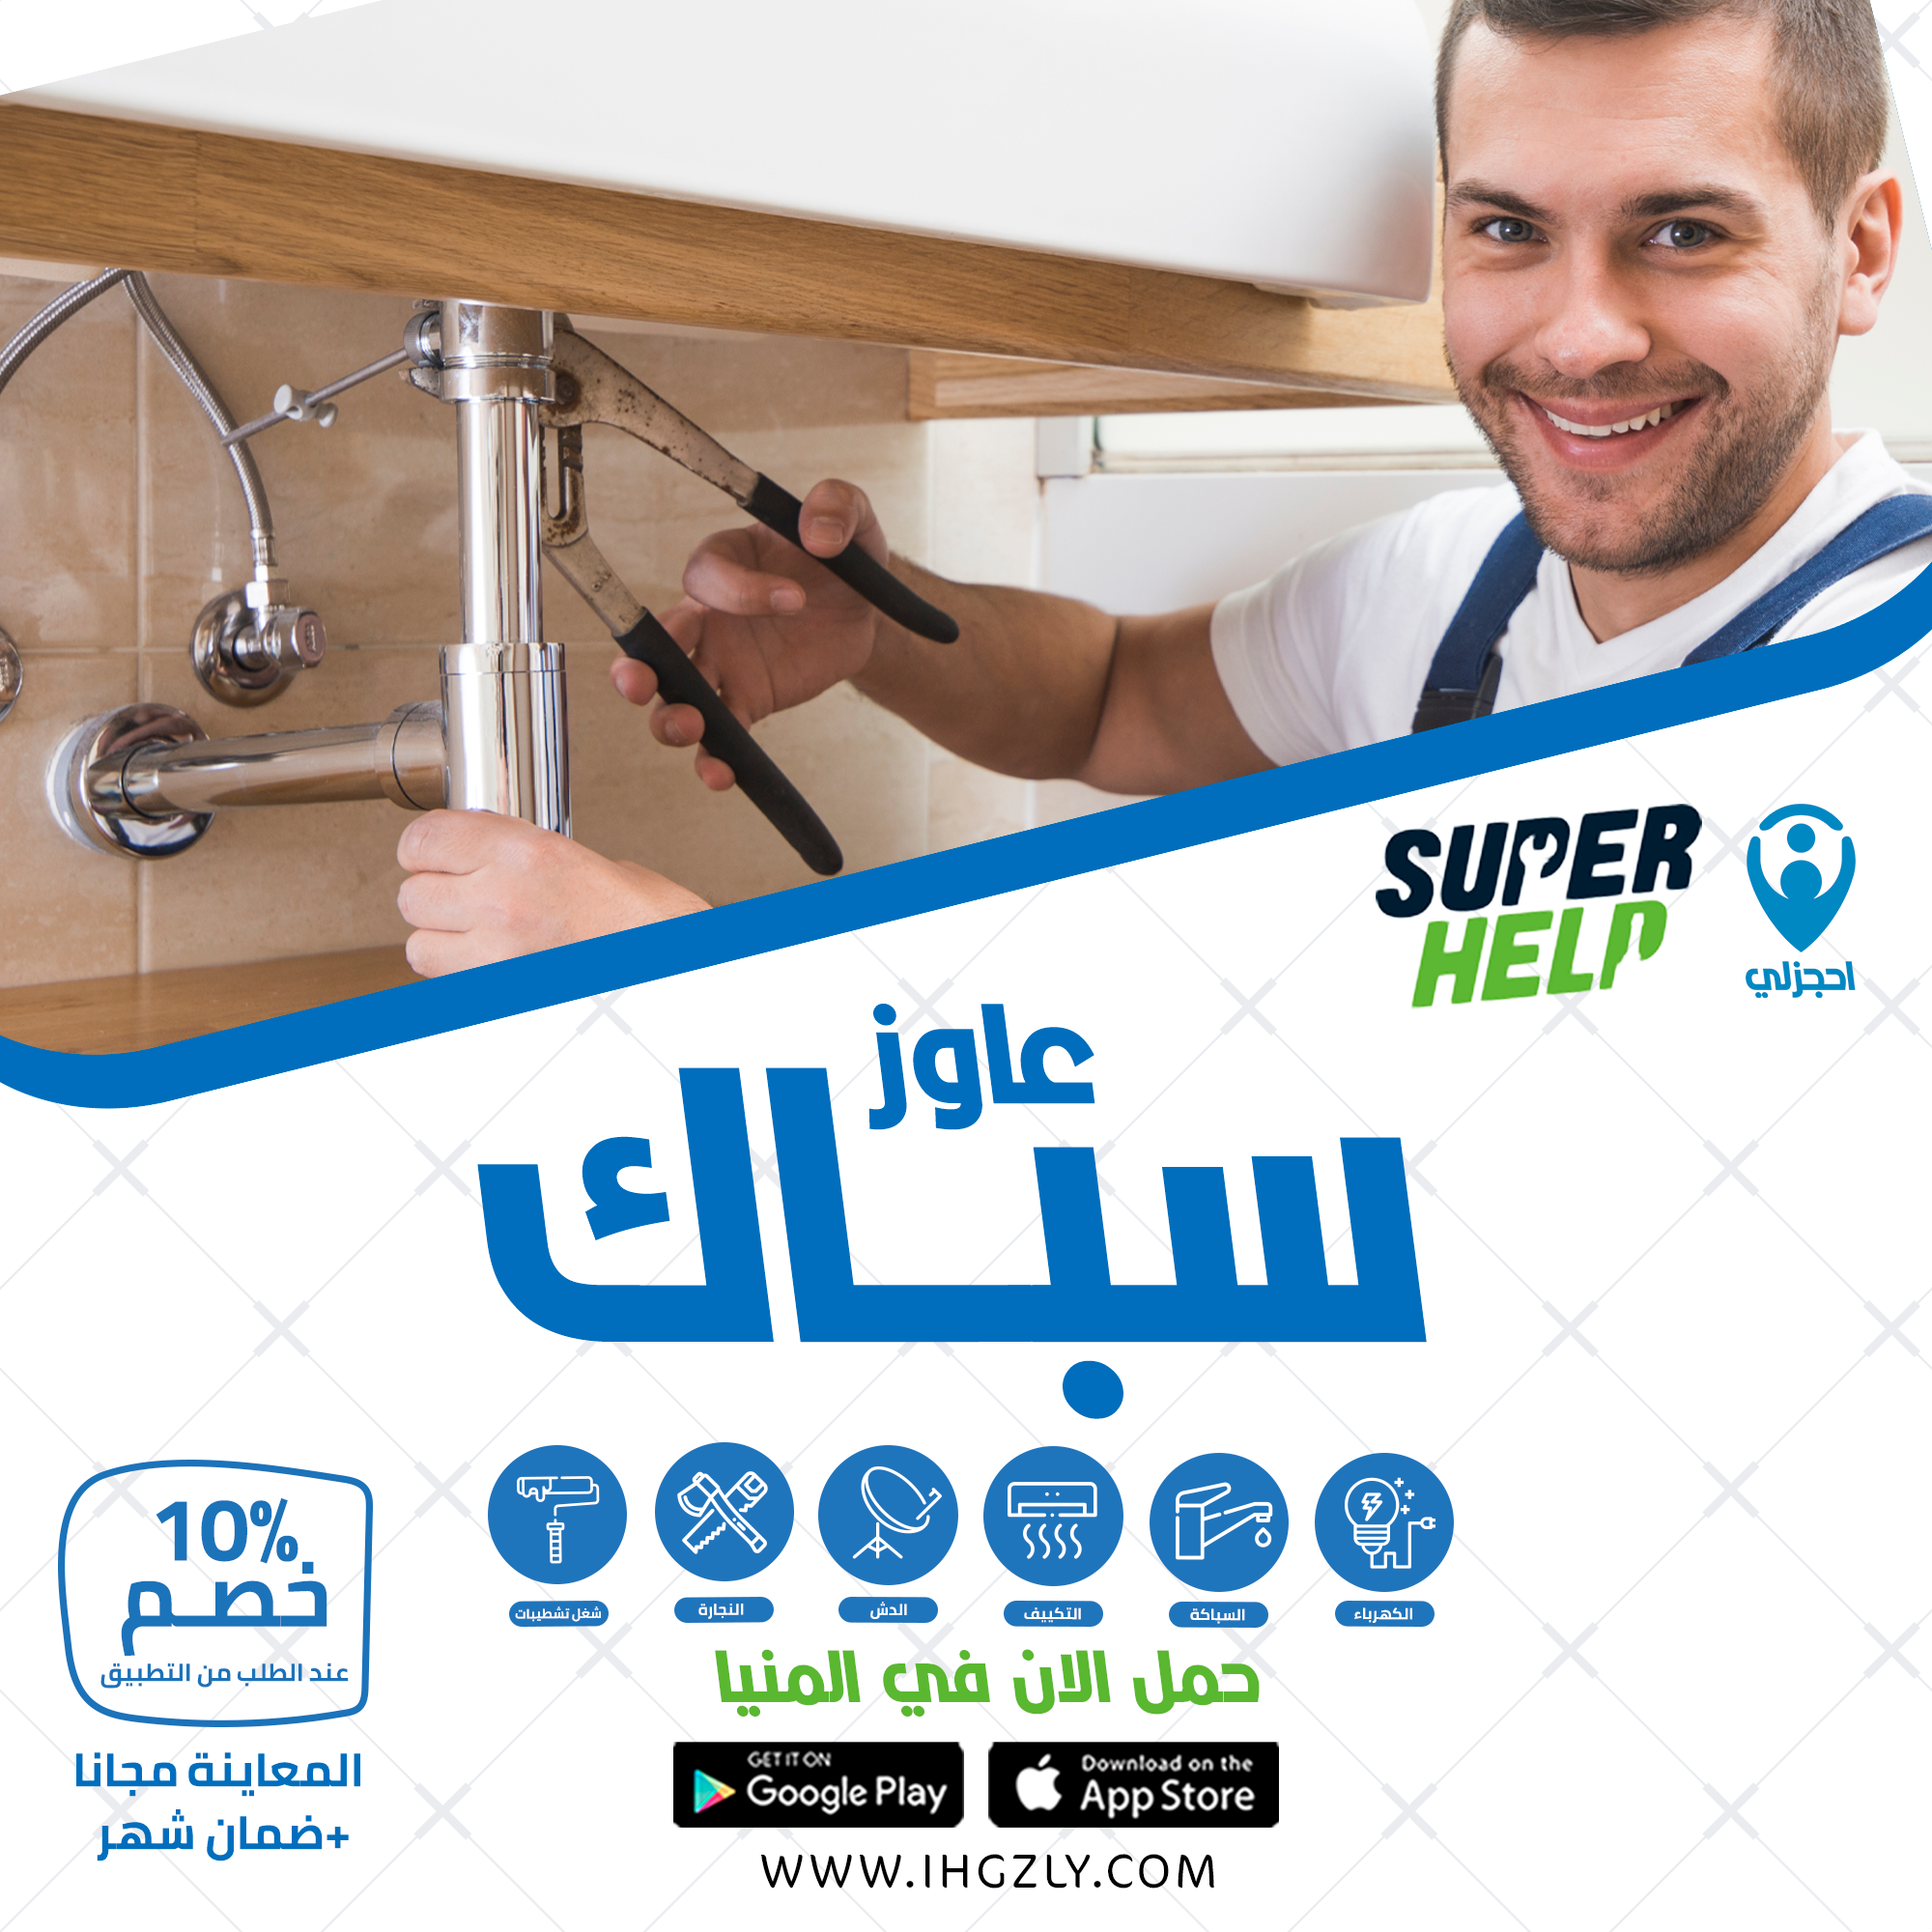 SUPER
HELP
احجزلي
عاوز
سباك
الكهرباء
السباكة
التكييف
الدش
النجارة
شغل تشطيبات
10%
خصم
عند الطلب من التطبيق
المعاينة مجانا
+ضمان شهر
حمل الان في المنيا
GET IT ON
Google Play
Download on the
App Store
WWW.IHGZLY.COM